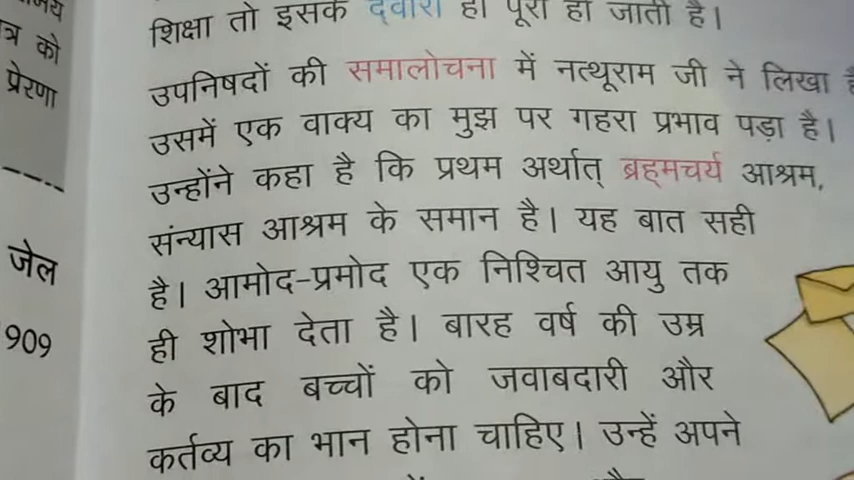 जेल
909
त्र को
प्रेरणा
शिक्षा तो इसके द्वारा ही पूरी हो जाती है।
उपनिषदों की समालोचना में नत्थूराम जी ने लिखा है
उसमें एक वाक्य का मुझ पर गहरा प्रभाव पड़ा है।
उन्होंने कहा है कि प्रथम अर्थात् ब्रह्मचर्य आश्रम,
संन्यास आश्रम के समान है। यह बात सही
है। आमोद-प्रमोद एक निश्चित आयु तक
ही शोभा देता है। बारह वर्ष की उम्र
के बाद बच्चों को जवाबदारी और
कर्तव्य का भान होना चाहिए। उन्हें अपने